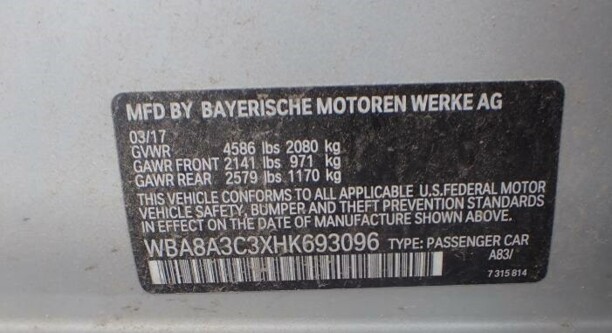 MFD BY BAYERISCHE MOTOREN WERKE AG
03/17
GVWR 4586 lbs 2080 kg
GAWR FRONT 2141 lbs 971 kg
GAWR REAR 2579 lbs 1170 kg
THIS VEHICLE CONFORMS TO ALL APPLICABLE U.S.FEDERAL MOTOR
VEHICLE SAFETY, BUMPER, AND THEFT PREVENTION STANDARDS
IN EFFECT ON THE DATE OF MANUFACTURE SHOWN ABOVE.
WBA8A3C3XHK693096 TYPE: PASSENGER CAR
A83/
7 315 814